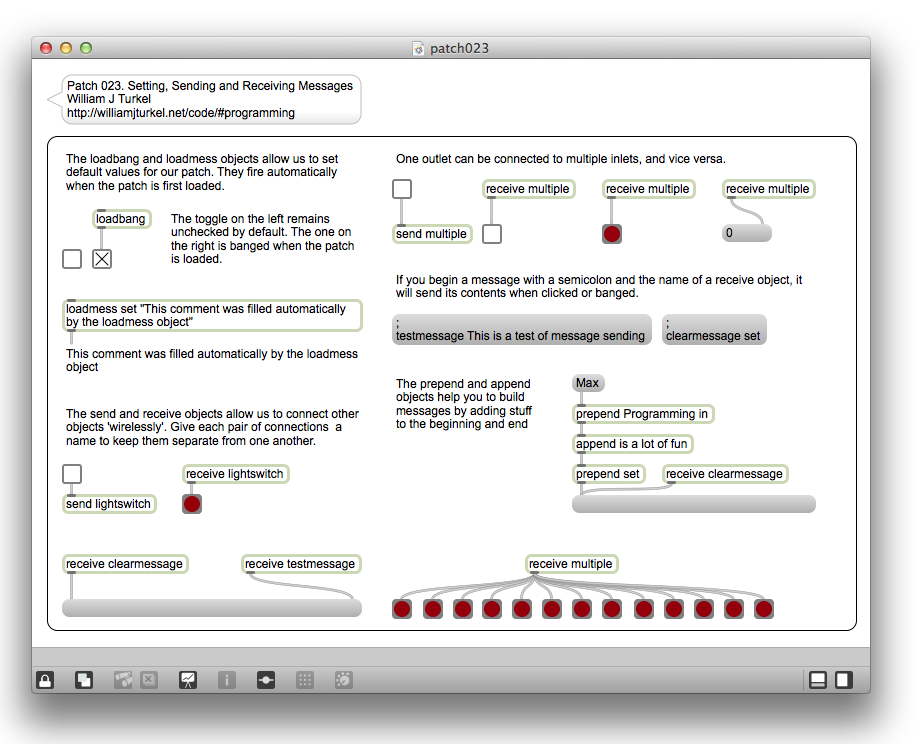 patch023
Patch 023. Setting, Sending and Receiving Messages
William J Turkel
http://williamjturkel.net/code/#programming
The loadbang and loadmess objects allow us to set
default values for our patch. They fire automatically
when the patch is first loaded.
loadbang
The toggle on the left remains
unchecked by default. The one on
the right is banged when the patch
is loaded.
loadmess set "This comment was filled automatically
by the loadmess object"
This comment was filled automatically by the loadmess
object
The send and receive objects allow us to connect other
objects 'wirelessly'. Give each pair of connections a
name to keep them separate from one another.
receive lightswitch
send lightswitch
receive clearmessage
receive testmessage
One outlet can be connected to multiple inlets, and vice versa.
receive multiple
receive multiple
receive multiple
send multiple
0
If you begin a message with a semicolon and the name of a receive object, it
will send its contents when clicked or banged.
;
testmessage This is a test of message sending
;
clearmessage set
The prepend and append
objects help you to build
messages by adding stuff
to the beginning and end
Max
prepend Programming in
append is a lot of fun
prepend set
receive clearmessage
receive multiple